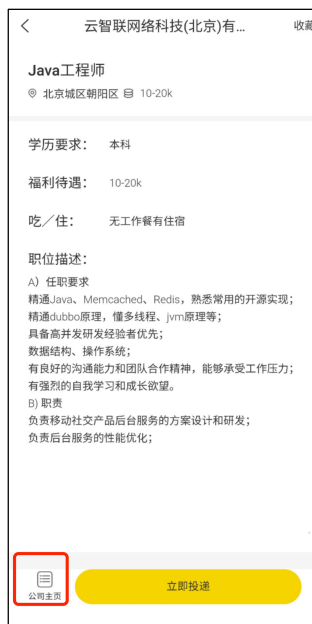 云智联网络科技(北京)有...
收藏
Java工程师
北京城区朝阳区 10-20k
学历要求： 本科
福利待遇： 10-20k
吃／住： 无工作餐有住宿
职位描述：
A）任职要求
精通Java、Memcached、Redis，熟悉常用的开源实现；
精通dubbo原理，懂多线程、jvm原理等；
具备高并发研发经验者优先；
数据结构、操作系统；
有良好的沟通能力和团队合作精神，能够承受工作压力；
有强烈的自我学习和成长欲望。
B) 职责
负责移动社交产品后台服务的方案设计和研发；
负责后台服务的性能优化；
公司主页
立即投递